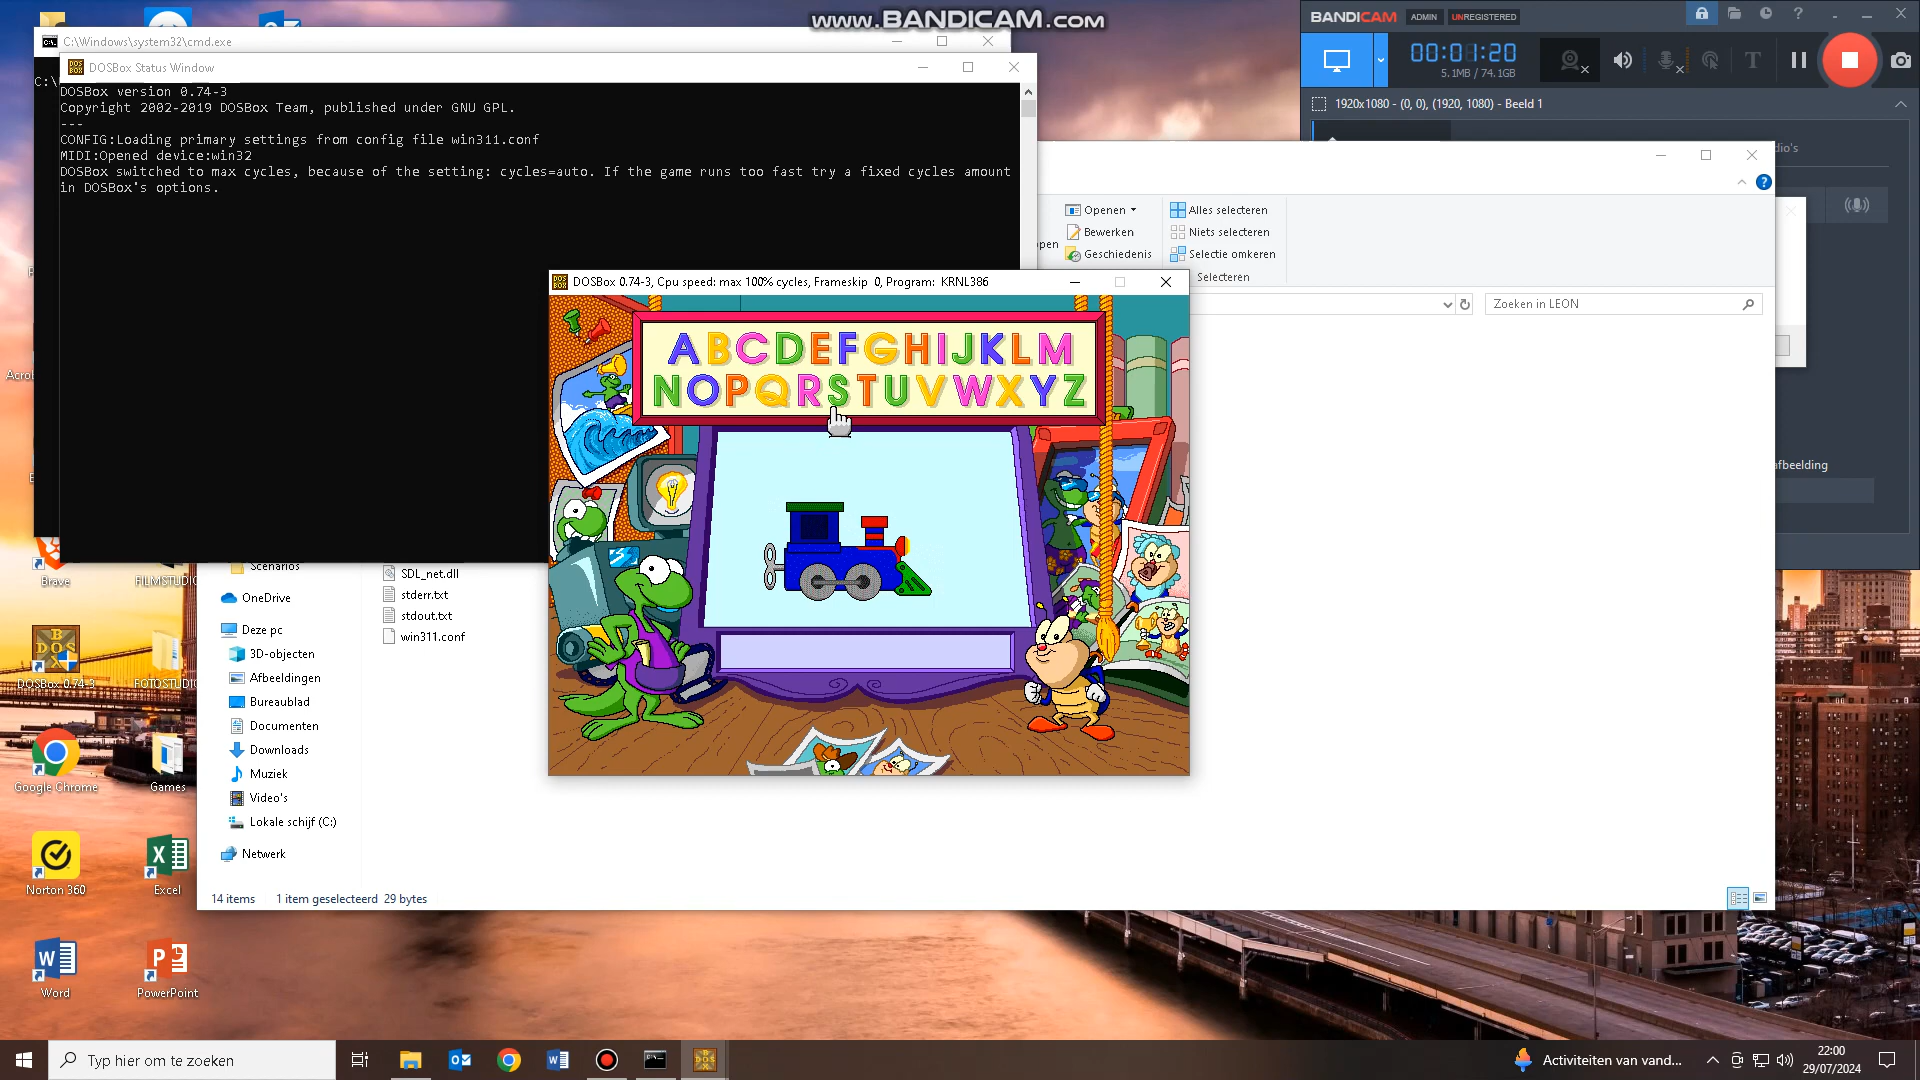 www.BANDICAM.com
C:\Windows\system32\cmd.exe
C:\
DOSBox Status Window
DOSBox version 0.74-3
Copyright 2002-2019 DOSBox Team, published under GNU GPL.
---
CONFIG:Loading primary settings from config file win311.conf
MIDI:Opened device:win32
DOSBox switched to max cycles, because of the setting: cycles=auto. If the game runs too fast try a fixed cycles amount
in DOSBox's options.
BANDICAM ADMIN UNREGISTERED
00:08:20
5.1MB / 74.1GB
1920x1080 - (0, 0), (1920, 1080) - Beeld 1
dio's
Openen
Bewerken
Geschiedenis
pen
Alles selecteren
Niets selecteren
Selectie omkeren
Selecteren
Zoeken in LEON
afbeelding
DOSBox 0.74-3, Cpu speed: max 100% cycles, Frameskip 0, Program: KRNL386
ABCDEFGHIJKLM
NOPQRSTUVWXYZ
Scenarios
OneDrive
Deze pc
3D-objecten
Afbeeldingen
Bureaublad
Documenten
Downloads
Muziek
Video's
Lokale schijf (C:)
Netwerk
SDL_net.dll
stderr.txt
stdout.txt
win311.conf
14 items 1 item geselecteerd 29 bytes
Acrol
Brave
FILMSTUDIO
DOSBox 0.74-3
FOTOSTUDIO
Google Chrome
Games
Norton 360
Excel
Word
PowerPoint
Typ hier om te zoeken
Activiteiten van vand...
22:00
29/07/2024